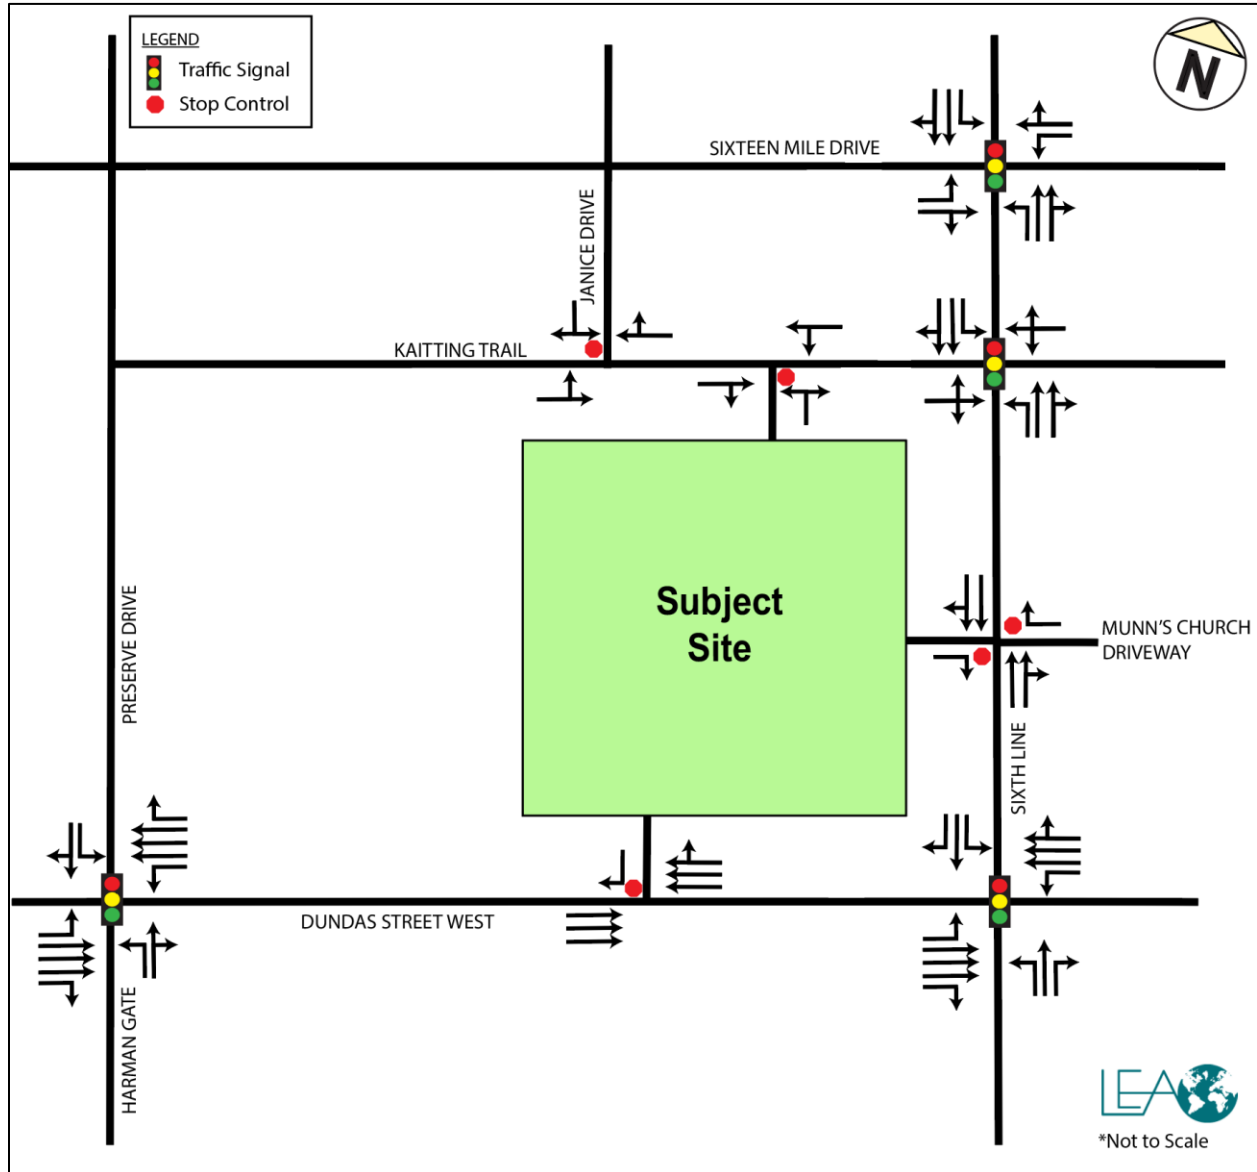 LEGEND
Traffic Signal
Stop Control
N
SIXTEEN MILE DRIVE
JANICE DRIVE
KAITTING TRAIL
Subject
Site
PRESERVE DRIVE
MUNN'S CHURCH
DRIVEWAY
SIXTH LINE
DUNDAS STREET WEST
HARMAN GATE
LEA
*Not to Scale